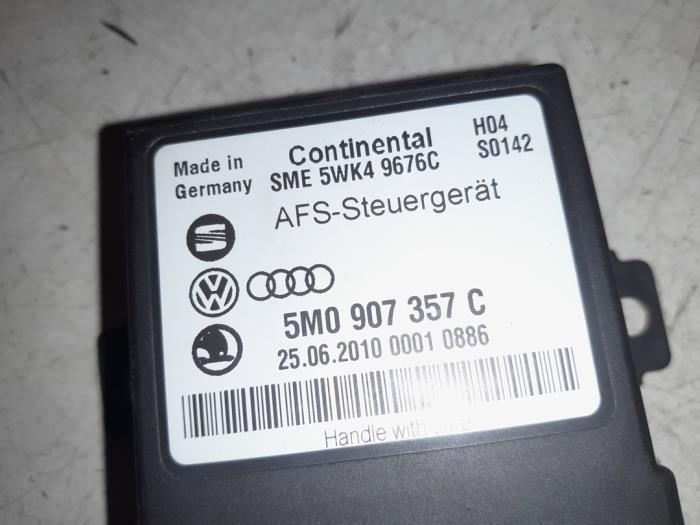 Made in
Germany
Continental
SME 5WK4 9676C
H04
S0142
AFS-Steuergerät
5M0 907 357 C
25.06.2010 0001 0886
Handle with